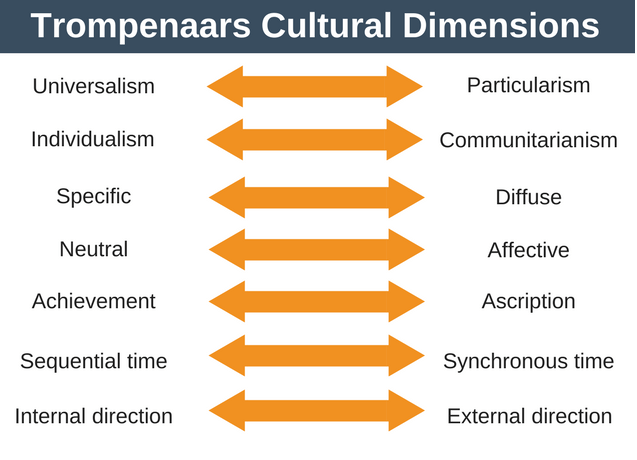 Trompenaars Cultural Dimensions
Universalism Particularism
Individualism Communitarianism
Specific Diffuse
Neutral Affective
Achievement Ascription
Sequential time Synchronous time
Internal direction External direction